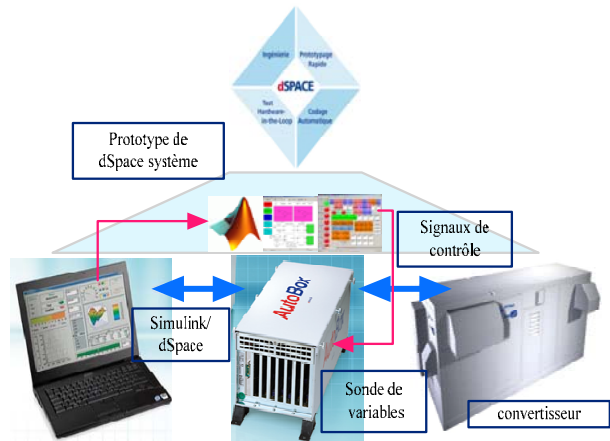 Ingénierie
Prototypage
Rapide
dSPACE
Test
Hardware-
in-the-Loop
Codage
Automatique
Prototype de
dSpace système
Signaux de
contrôle
AutoBox
Simulink/
dSpace
Sonde de
variables
convertisseur